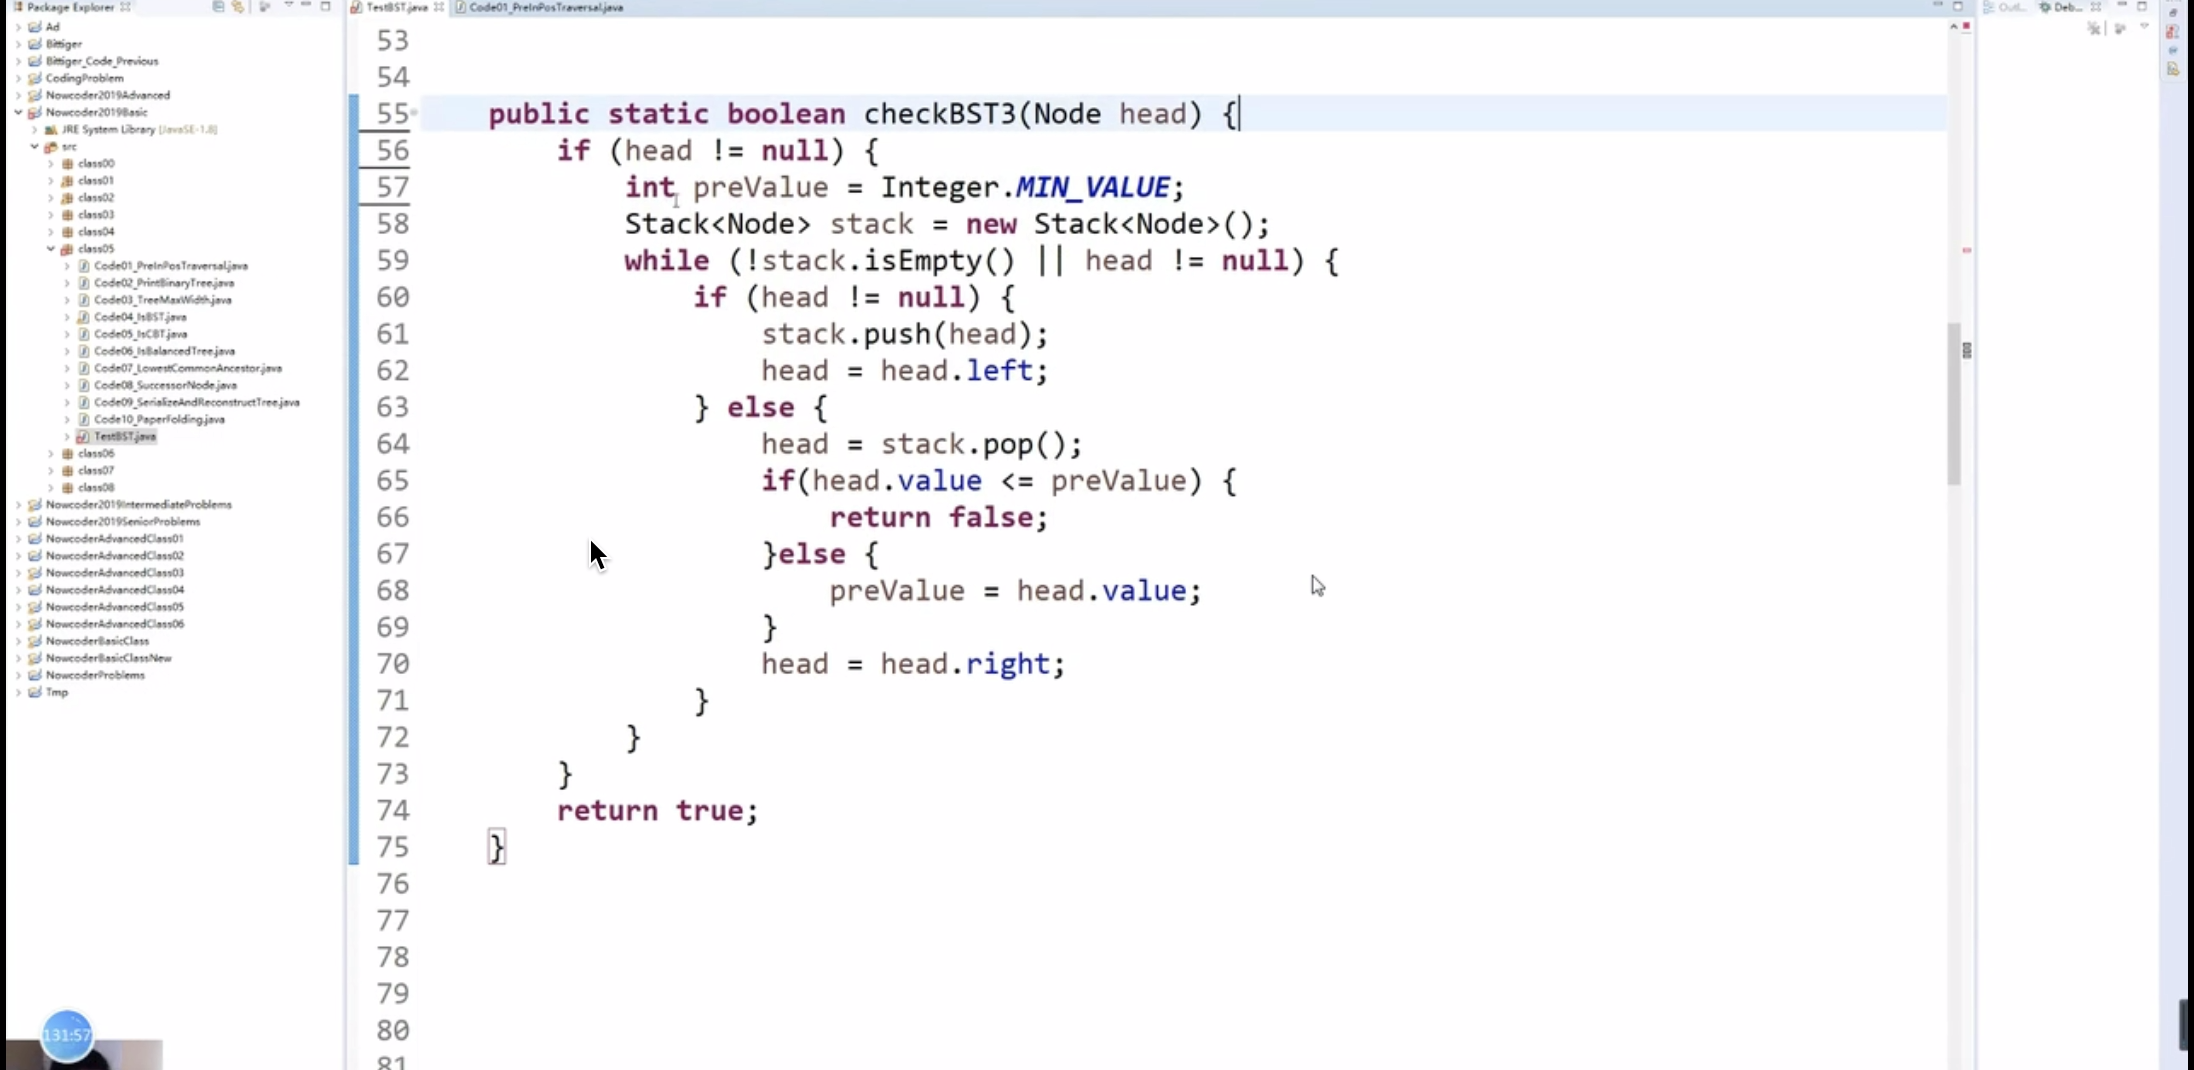 Package Explorer
Ad
Bittiger
Bittiger_Code_Previous
CodingProblem
Nowcoder2019Advanced
Nowcoder2019Basic
JRE System Library [JavaSE-1.8]
src
class00
class01
class02
class03
class04
class05
Code01_PreInPosTraversal.java
Code02_PrintBinaryTree.java
Code03_TreeMaxWidth.java
Code04_IsBST.java
Code05_IsCBT.java
Code06_IsBalancedTree.java
Code07_LowestCommonAncestor.java
Code08_SuccessorNode.java
Code09_SerializeAndReconstructTree.java
Code10_PaperFolding.java
TestBST.java
class06
class07
class08
Nowcoder2019IntermediateProblems
Nowcoder2019SeniorProblems
NowcoderAdvancedClass01
NowcoderAdvancedClass02
NowcoderAdvancedClass03
NowcoderAdvancedClass04
NowcoderAdvancedClass05
NowcoderAdvancedClass06
NowcoderBasicClass
NowcoderBasicClassNew
NowcoderProblems
Tmp
131:57
TestBST.java Code01_PreInPosTraversal.java
53
54
55 public static boolean checkBST3(Node head) {
56 if (head != null) {
57 int preValue = Integer.MIN_VALUE;
58 Stack<Node> stack = new Stack<Node>();
59 while (!stack.isEmpty() || head != null) {
60 if (head != null) {
61 stack.push(head);
62 head = head.left;
63 } else {
64 head = stack.pop();
65 if(head.value <= preValue) {
66 return false;
67 }else {
68 preValue = head.value;
69 }
70 head = head.right;
71 }
72 }
73 }
74 return true;
75 }
76
77
78
79
80
81
Outl... Deb...